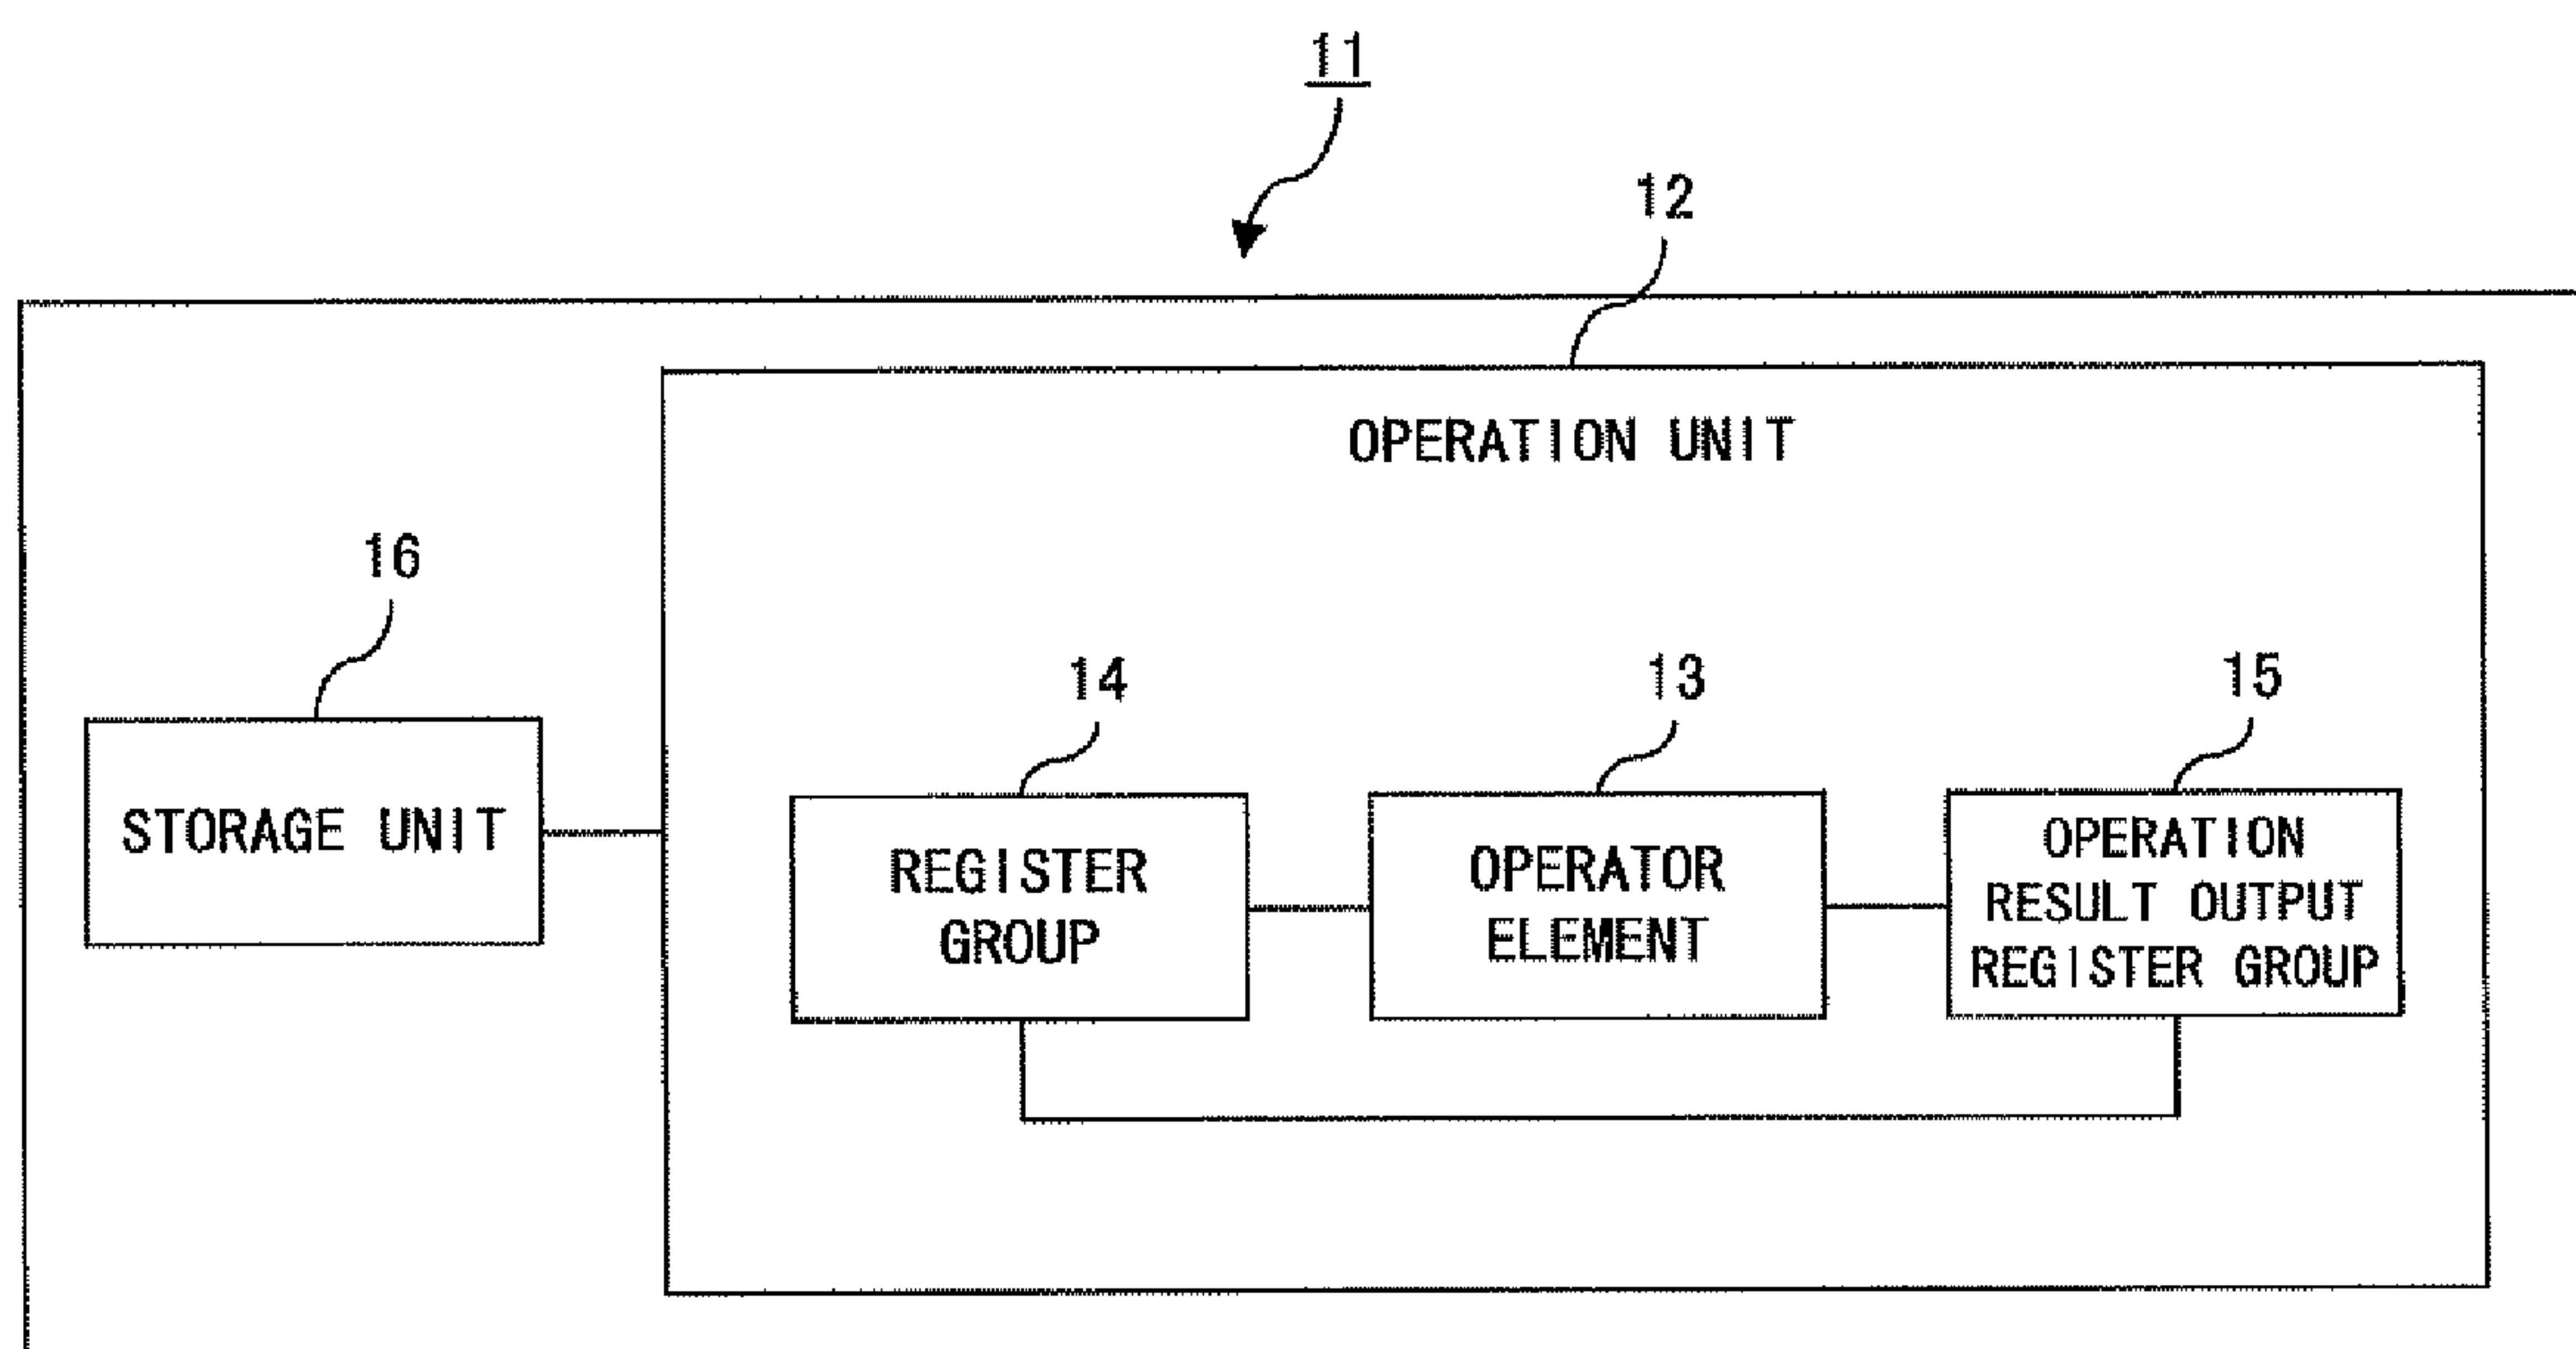 11
12
OPERATION UNIT
16
14
13
15
STORAGE UNIT
REGISTER
GROUP
OPERATOR
ELEMENT
OPERATION
RESULT OUTPUT
REGISTER GROUP